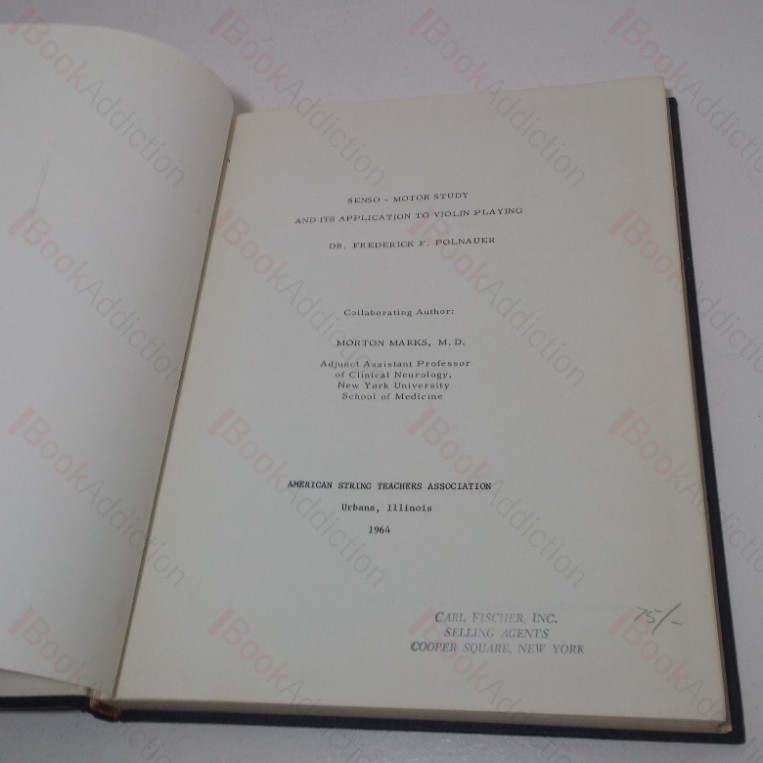 SENSO - MOTOR STUDY
AND ITS APPLICATION TO VIOLIN PLAYING
DR. FREDERICK F. POLNAUER
Collaborating Author:
MORTON MARKS, M.D.
Adjunct Assistant Professor
of Clinical Neurology,
New York University
School of Medicine
AMERICAN STRING TEACHERS ASSOCIATION
Urbana, Illinois
1964
CARL FISCHER, INC.
SELLING AGENTS
COOPER SQUARE, NEW YORK
75/-
BookAddiction